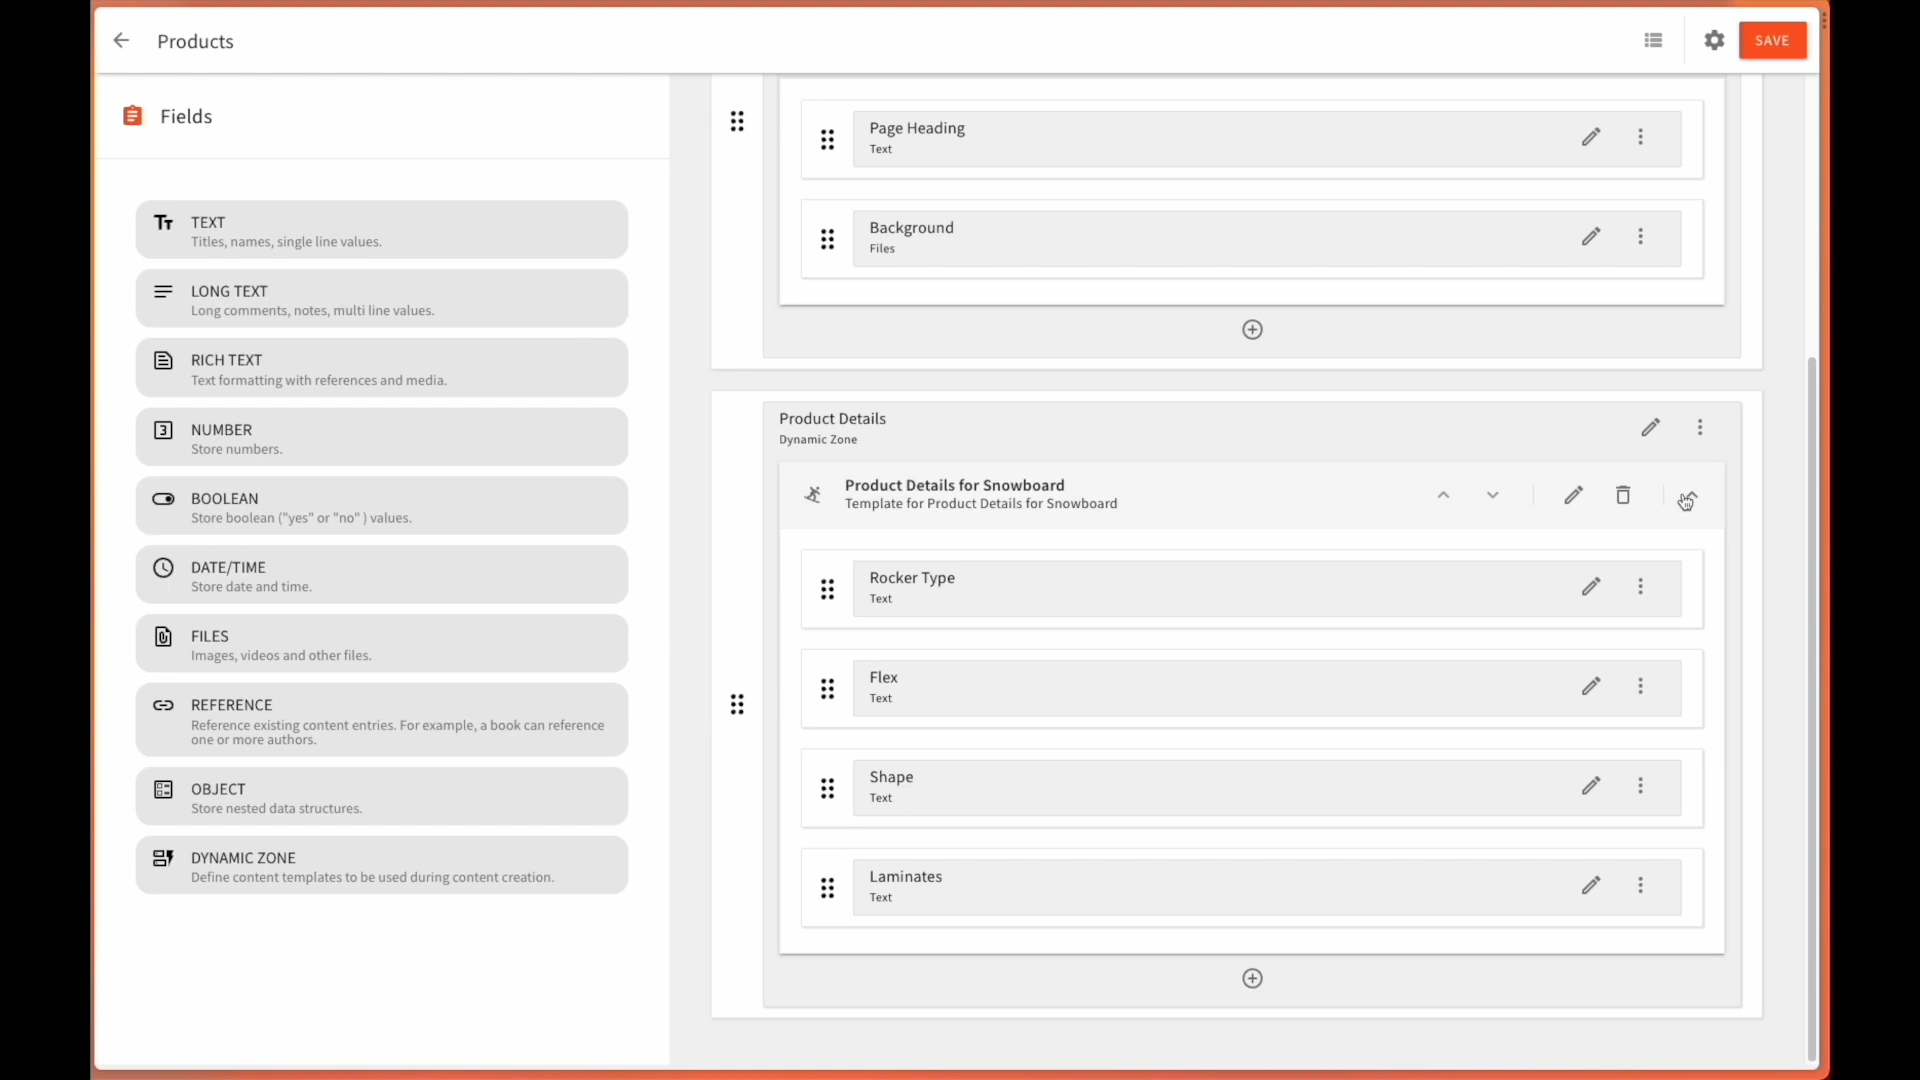 Products
SAVE
Fields
TEXT
Titles, names, single line values.
LONG TEXT
Long comments, notes, multi line values.
RICH TEXT
Text formatting with references and media.
NUMBER
Store numbers.
BOOLEAN
Store boolean ("yes" or "no" ) values.
DATE/TIME
Store date and time.
FILES
Images, videos and other files.
REFERENCE
Reference existing content entries. For example, a book can reference
one or more authors.
OBJECT
Store nested data structures.
DYNAMIC ZONE
Define content templates to be used during content creation.
Page Heading
Text
Background
Files
Product Details
Dynamic Zone
Product Details for Snowboard
Template for Product Details for Snowboard
Rocker Type
Text
Flex
Text
Shape
Text
Laminates
Text